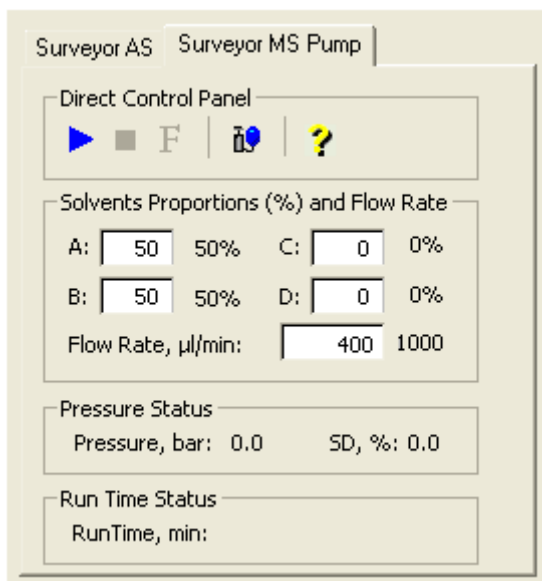 Surveyor AS Surveyor MS Pump
Direct Control Panel
F ?
Solvents Proportions (%) and Flow Rate
A: 50 50% C: 0 0%
B: 50 50% D: 0 0%
Flow Rate, µl/min: 400 1000
Pressure Status
Pressure, bar: 0.0 SD, %: 0.0
Run Time Status
RunTime, min: